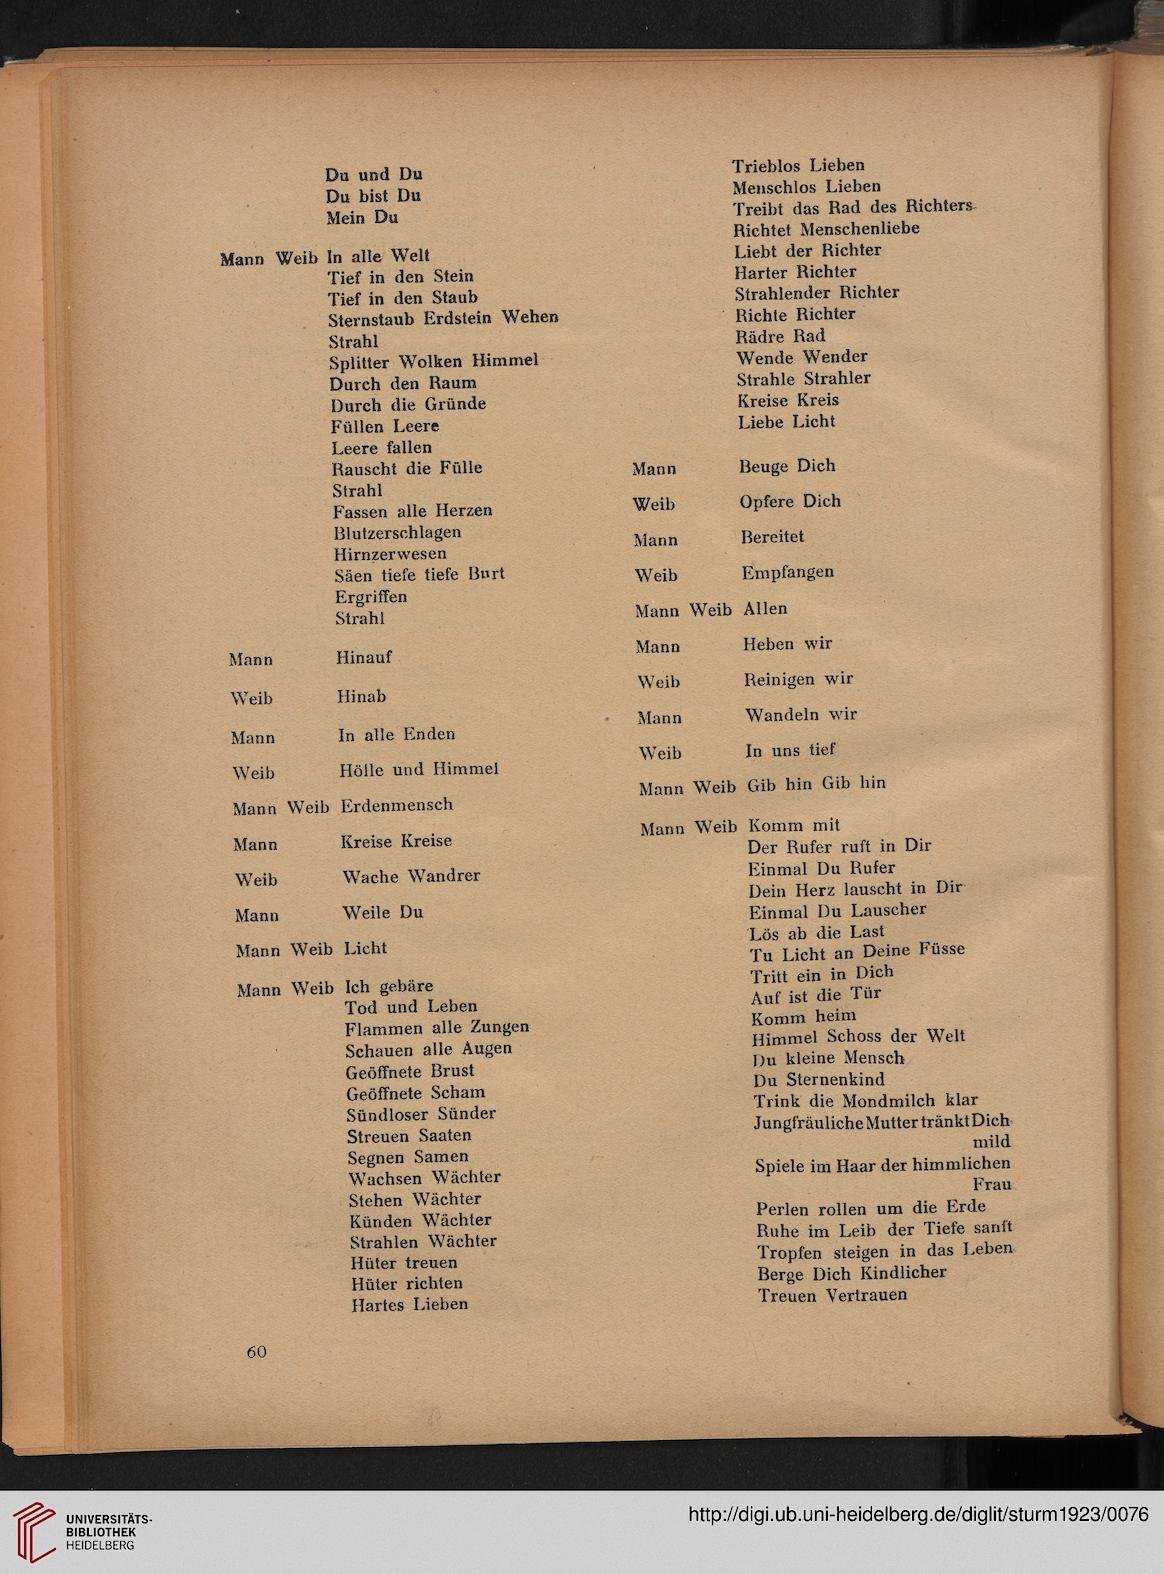 Du und Du
Du bist Du
Mein Du
Mann Weib In alle Welt
Tief in den Stein
Tief in den Staub
Sternstaub Erdstein Wehen
Strahl
Splitter Wolken Himmel
Durch den Raum
Durch die Gründe
Füllen Leere
Leere fallen
Rauscht die Fülle
Strahl
Fassen alle Herzen
Blutzerschlagen
Hirnzerwesen
Säen tiefe tiefe Burt
Ergriffen
Strahl
Mann Hinauf
Weib Hinab
Mann In alle Enden
Weib Hölle und Himmel
Mann Weib Erdenmensch
Mann Kreise Kreise
Weib Wache Wandrer
Mann Weile Du
Mann Weib Licht
Mann Weib Ich gebäre
Tod und Leben
Flammen alle Zungen
Schauen alle Augen
Geöffnete Brust
Geöffnete Scham
Sündloser Sünder
Streuen Saaten
Segnen Samen
Wachsen Wächter
Stehen Wächter
Künden Wächter
Strahlen Wächter
Hüter treuen
Hüter richten
Hartes Lieben
Trieblos Lieben
Menschlos Lieben
Treibt das Rad des Richters
Richtet Menschenliebe
Liebt der Richter
Harter Richter
Strahlender Richter
Richte Richter
Rädre Rad
Wende Wender
Strahle Strahler
Kreise Kreis
Liebe Licht
Mann Beuge Dich
Weib Opfere Dich
Mann Bereitet
Weib Empfangen
Mann Weib Allen
Mann Heben wir
Weib Reinigen wir
Mann Wandeln wir
Weib In uns tief
Mann Weib Gib hin Gib hin
Mann Weib Komm mit
Der Rufer ruft in Dir
Einmal Du Rufer
Dein Herz lauscht in Dir
Einmal Du Lauscher
Lös ab die Last
Tu Licht an Deine Füsse
Tritt ein in Dich
Auf ist die Tür
Komm heim
Himmel Schoss der Welt
Du kleine Mensch
Du Sternenkind
Trink die Mondmilch klar
Jungfräuliche Mutter tränkt Dich
mild
Spiele im Haar der himmlichen
Frau
Perlen rollen um die Erde
Ruhe im Leib der Tiefe sanft
Tropfen steigen in das Leben
Berge Dich Kindlicher
Treuen Vertrauen
60
UNIVERSITÄTS-
BIBLIOTHEK
HEIDELBERG
http://digi.ub.uni-heidelberg.de/diglit/sturm1923/0076